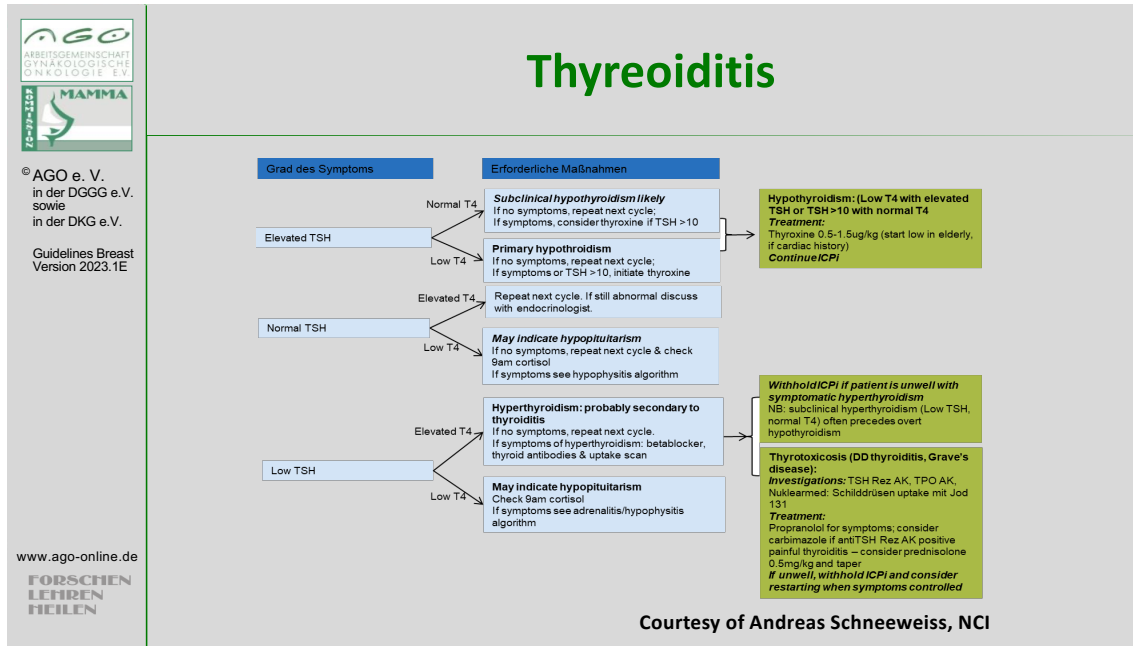 AGO
ARBEITSGEMEINSCHAFT
GYNÄKOLOGISCHE
ONKOLOGIE E.V.
KOMMISSION
MAMMA
© AGO e. V.
in der DGGG e.V.
sowie
in der DKG e.V.
Guidelines Breast
Version 2023.1E
www.ago-online.de
FORSCHEN
LEHREN
HEILEN
Thyreoiditis
Grad des Symptoms
Erforderliche Maßnahmen
Elevated TSH
Normal T4
Subclinical hypothyroidism likely
If no symptoms, repeat next cycle;
If symptoms, consider thyroxine if TSH >10
Low T4
Primary hypothroidism
If no symptoms, repeat next cycle;
If symptoms or TSH >10, initiate thyroxine
Hypothyroidism: (Low T4 with elevated
TSH or TSH >10 with normal T4
Treatment:
Thyroxine 0.5-1.5ug/kg (start low in elderly,
if cardiac history)
Continue ICPi
Normal TSH
Elevated T4
Repeat next cycle. If still abnormal discuss
with endocrinologist.
Low T4
May indicate hypopituitarism
If no symptoms, repeat next cycle & check
9am cortisol
If symptoms see hypophysitis algorithm
Low TSH
Elevated T4
Hyperthyroidism: probably secondary to
thyroiditis
If no symptoms, repeat next cycle.
If symptoms of hyperthyroidism: betablocker,
thyroid antibodies & uptake scan
Low T4
May indicate hypopituitarism
Check 9am cortisol
If symptoms see adrenalitis/hypophysitis
algorithm
Withhold ICPi if patient is unwell with
symptomatic hyperthyroidism
NB: subclinical hyperthyroidism (Low TSH,
normal T4) often precedes overt
hypothyroidism
Thyrotoxicosis (DD thyroiditis, Grave's
disease):
Investigations: TSH Rez AK, TPO AK,
Nuklearmed: Schilddrüsen uptake mit Jod
131
Treatment:
Propranolol for symptoms; consider
carbimazole if antiTSH Rez AK positive
painful thyroiditis – consider prednisolone
0.5mg/kg and taper
If unwell, withhold ICPi and consider
restarting when symptoms controlled
Courtesy of Andreas Schneeweiss, NCI